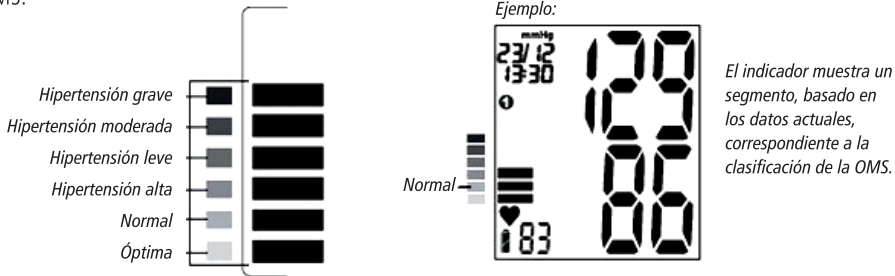 Ejemplo:
Hipertensión grave
Hipertensión moderada
Hipertensión leve
Hipertensión alta
Normal
Óptima
mmHg
23/12
13:30
1
129
86
83
Normal
El indicador muestra un
segmento, basado en
los datos actuales,
correspondiente a la
clasificación de la OMS.